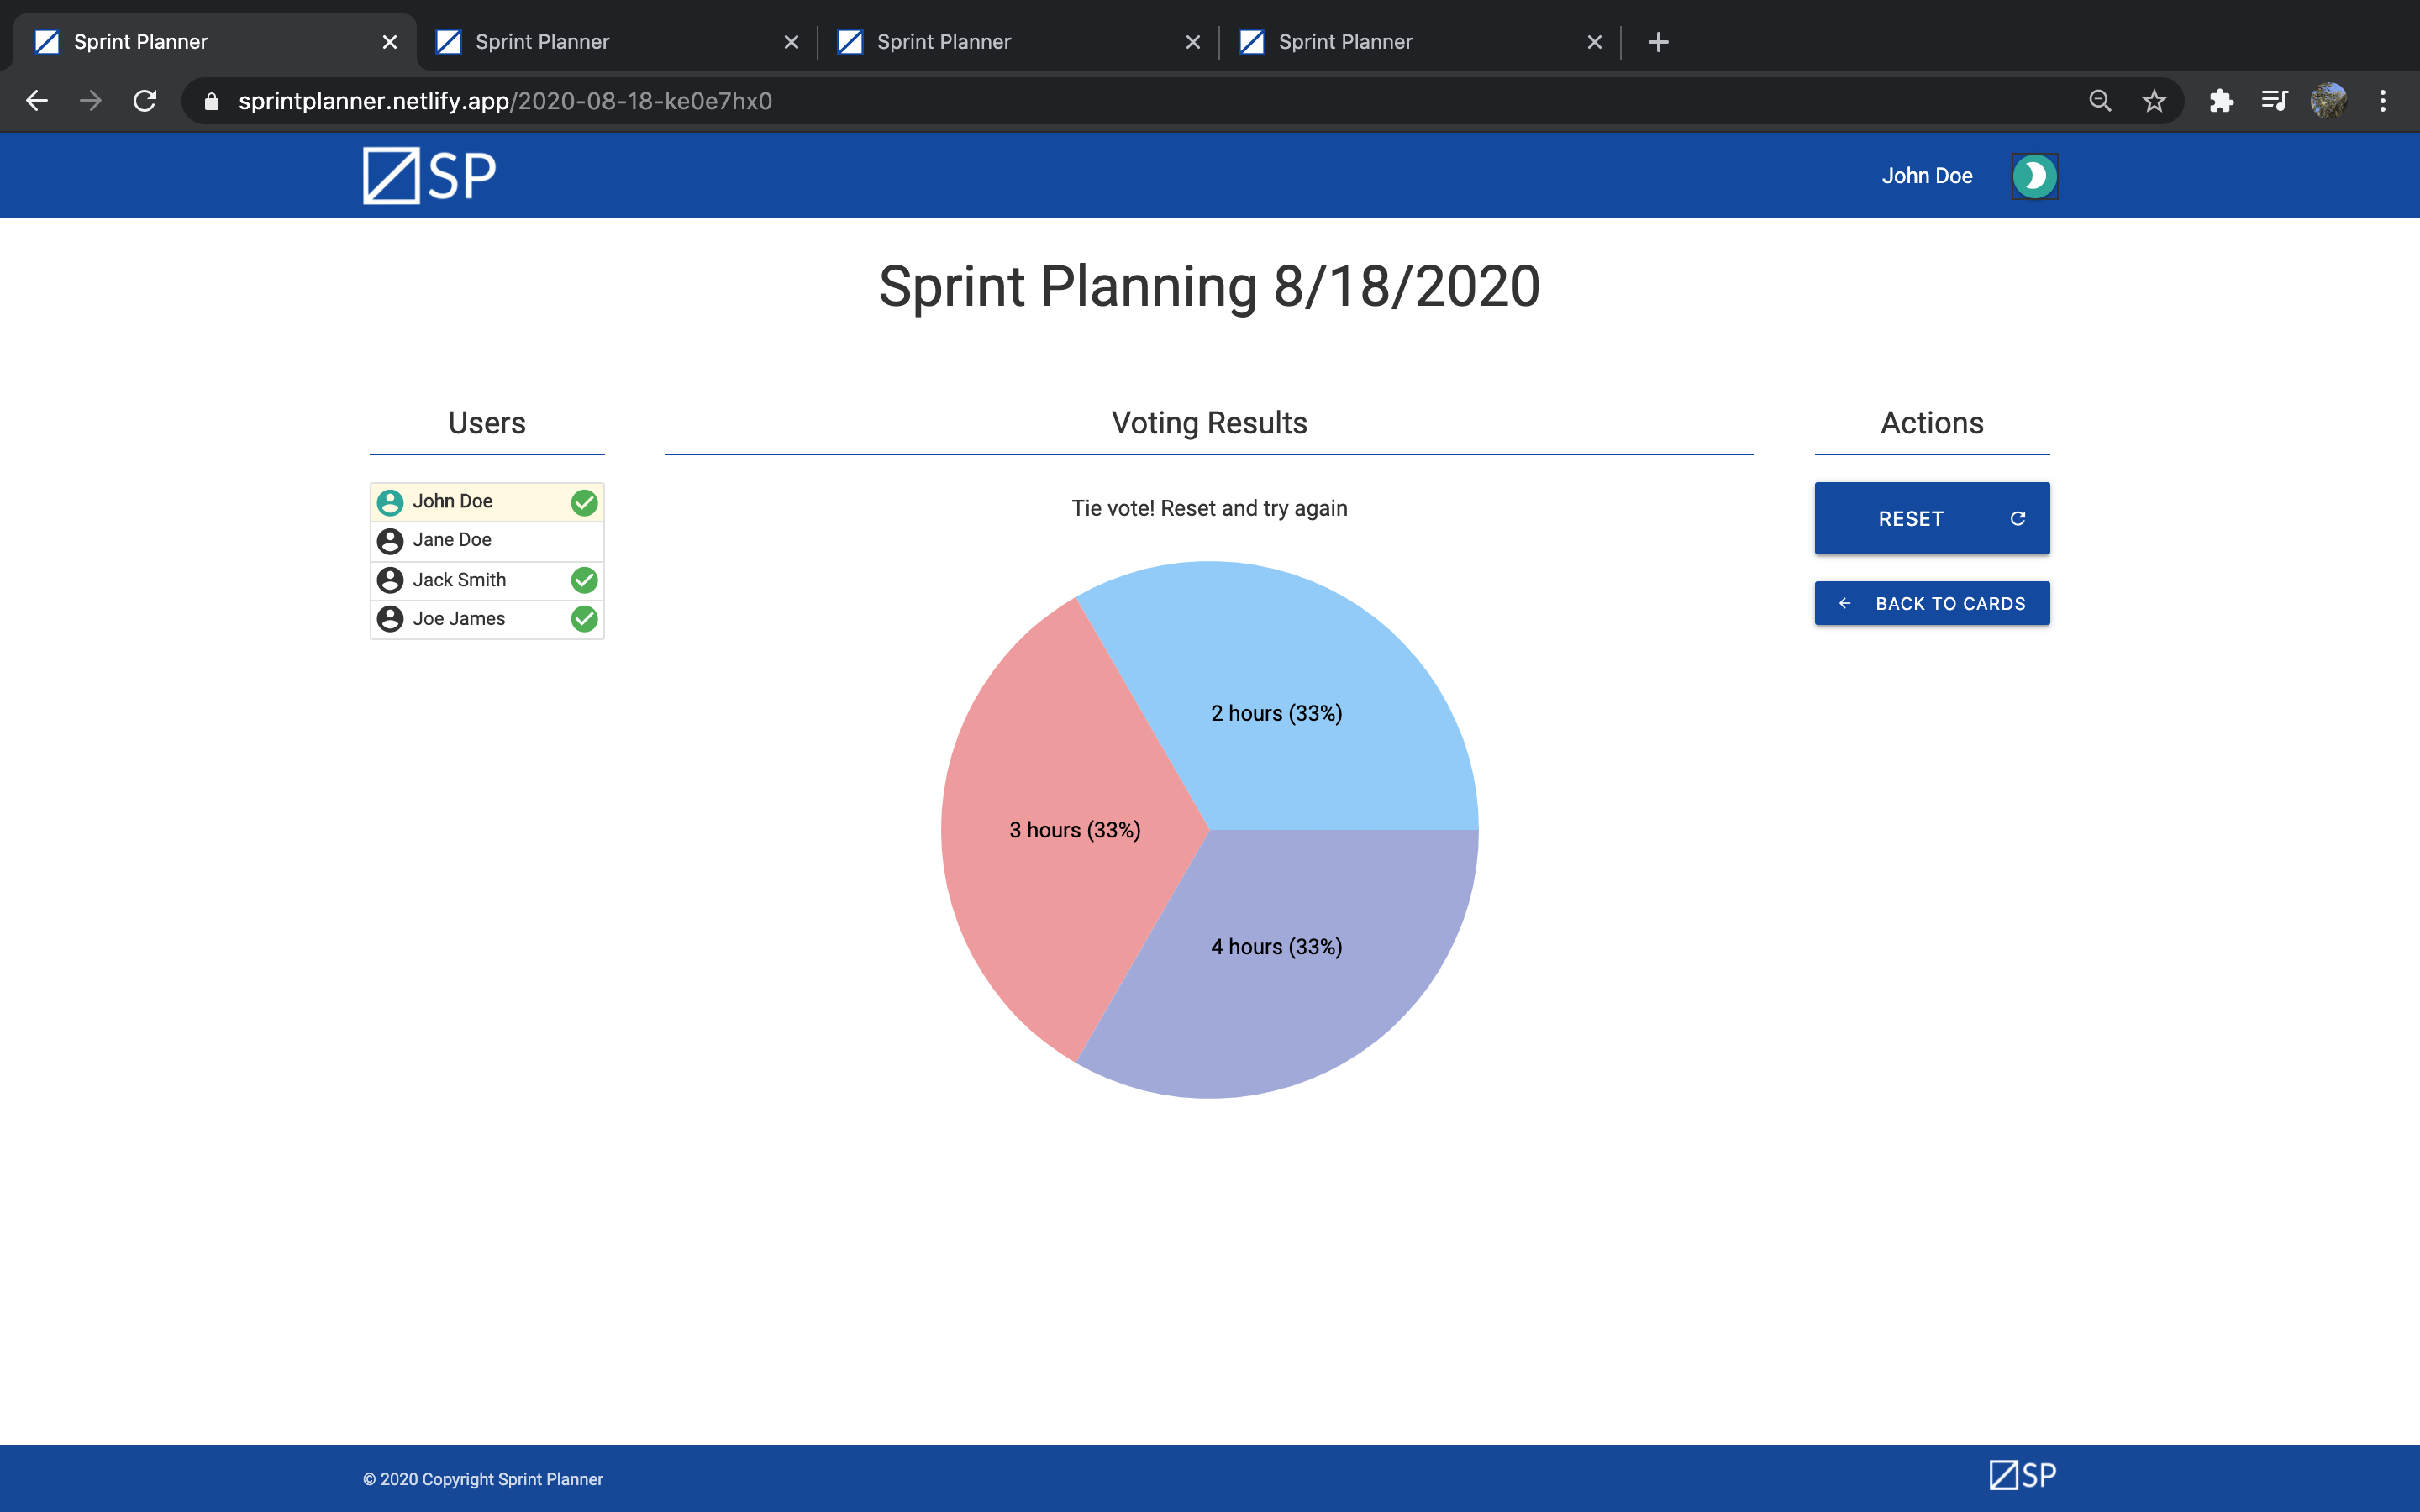 Sprint Planner
Sprint Planner
Sprint Planner
Sprint Planner
sprintplanner.netlify.app/2020-08-18-ke0e7hx0
SP
John Doe
Sprint Planning 8/18/2020
Users
Voting Results
Actions
John Doe
Jane Doe
Jack Smith
Joe James
Tie vote! Reset and try again
2 hours (33%)
3 hours (33%)
4 hours (33%)
RESET
BACK TO CARDS
© 2020 Copyright Sprint Planner
SP